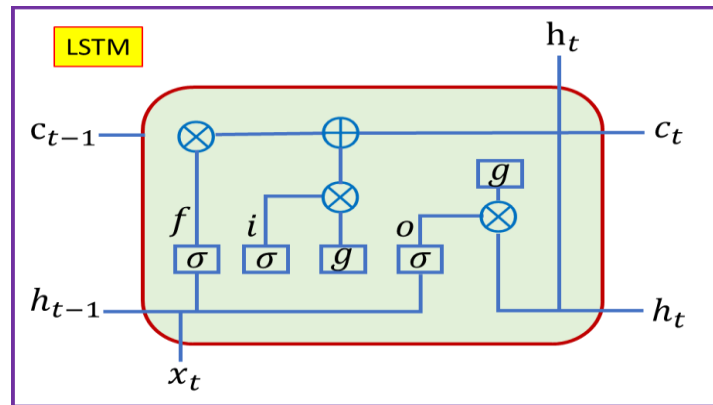 LSTM
h_t
c_{t−1}
c_t
g
f
i
o
σ
σ
g
σ
h_{t−1}
h_t
x_t